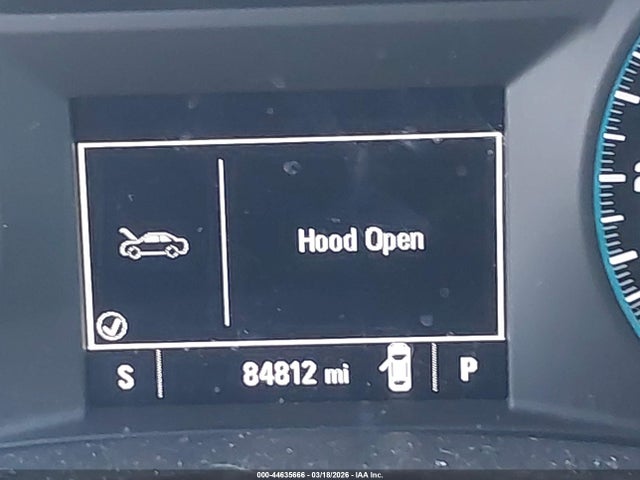 Hood Open
S 84812 mi P
000-44635666 - 03/18/2026 - IAA Inc.